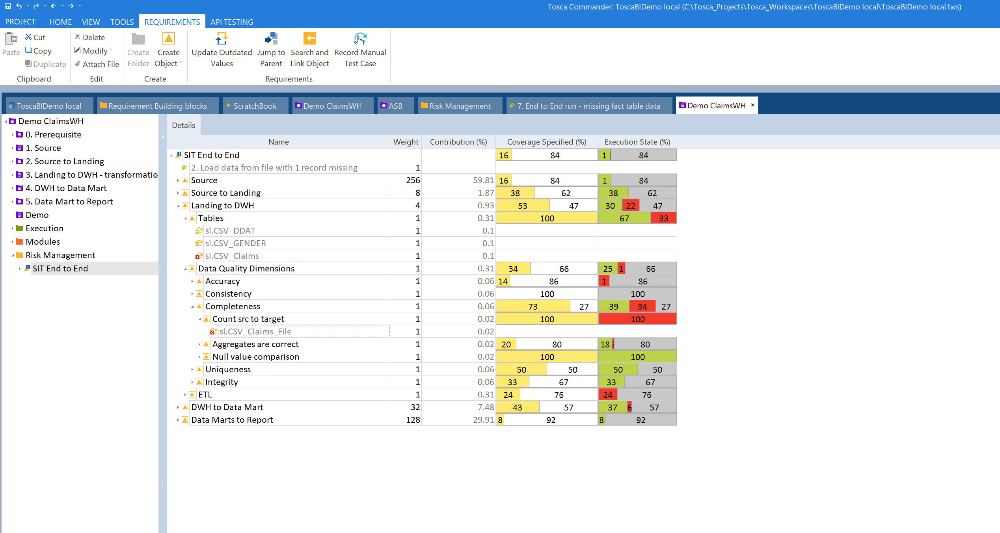 Tosca Commander: ToscaBIDemo local (C:\Tosca_Projects\Tosca_Workspaces\ToscaBIDemo local\ToscaBIDemo local.tws)
PROJECT HOME VIEW TOOLS REQUIREMENTS API TESTING
Paste Cut Copy Duplicate
Clipboard
Delete Modify Attach File
Edit
Create Folder Create Object
Create
Update Outdated Values Jump to Parent Search and Link Object Record Manual Test Case
Requirements
ToscaBIDemo local Requirement Building blocks ScratchBook Demo ClaimsWH ASB Risk Management 7. End to End run - missing fact table data Demo ClaimsWH ×
Demo ClaimsWH
0. Prerequisite
1. Source
2. Source to Landing
3. Landing to DWH - transformatio
4. DWH to Data Mart
5. Data Mart to Report
Demo
Execution
Modules
Risk Management
SIT End to End
Details
Name Weight Contribution (%) Coverage Specified (%) Execution State (%)
SIT End to End 16 84 1 84
2. Load data from file with 1 record missing 1
Source 256 59.81 16 84 1 84
Source to Landing 8 1.87 38 62 38 62
Landing to DWH 4 0.93 53 47 30 22 47
Tables 1 0.31 100 67 33
sl.CSV_DDAT 1 0.1
sl.CSV_GENDER 1 0.1
sl.CSV_Claims 1 0.1
Data Quality Dimensions 1 0.31 34 66 25 1 66
Accuracy 1 0.06 14 86 1 86
Consistency 1 0.06 100 100
Completeness 1 0.06 73 27 39 34 27
Count src to target 1 0.02 100 100
sl.CSV_Claims_File 1 0.02
Aggregates are correct 1 0.02 20 80 18 2 80
Null value comparison 1 0.02 100 100
Uniqueness 1 0.06 50 50 50 50
Integrity 1 0.06 33 67 33 67
ETL 1 0.31 24 76 24 76
DWH to Data Mart 32 7.48 43 57 37 6 57
Data Marts to Report 128 29.91 8 92 8 92